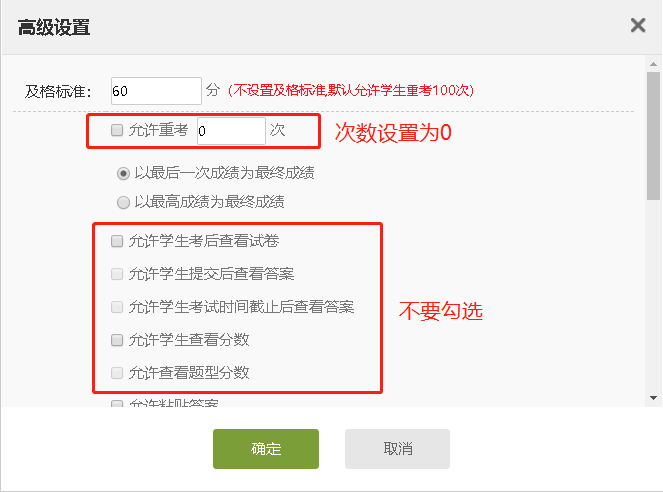 高级设置
及格标准： 60 分 (不设置及格标准,默认允许学生重考100次)
允许重考 0 次 次数设置为0
以最后一次成绩为最终成绩
以最高成绩为最终成绩
允许学生考后查看试卷
允许学生提交后查看答案
允许学生考试时间截止后查看答案 不要勾选
允许学生查看分数
允许查看题型分数
允许粘贴答案
确定 取消